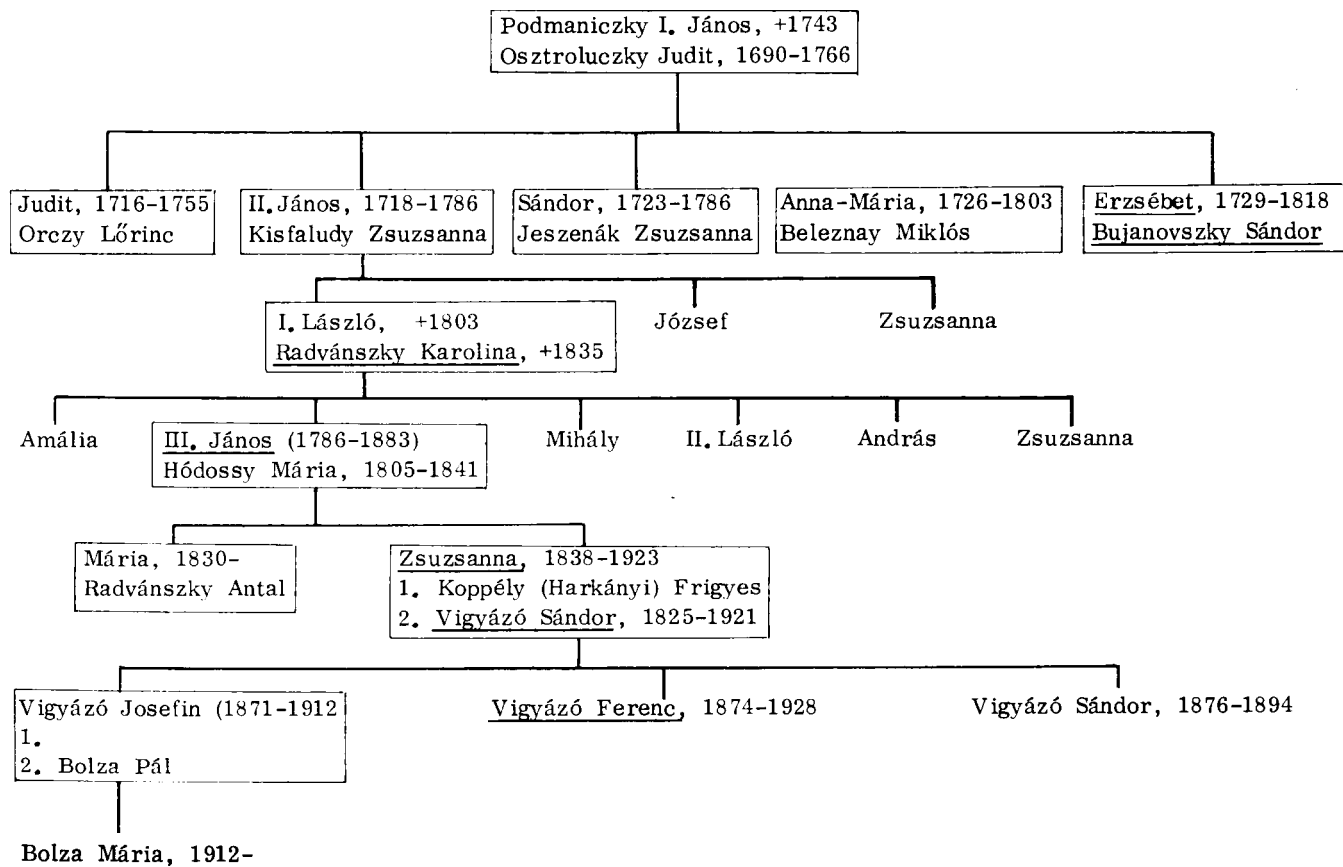 Podmaniczky I. János, +1743
Osztroluczky Judit, 1690-1766
Judit, 1716-1755
Orczy Lőrinc
II. János, 1718-1786
Kisfaludy Zsuzsanna
Sándor, 1723-1786
Jeszenák Zsuzsanna
Anna-Mária, 1726-1803
Beleznay Miklós
Erzsébet, 1729-1818
Bujanovszky Sándor
I. László, +1803
Radvánszky Karolina, +1835
József
Zsuzsanna
Amália
III. János (1786-1883)
Hódossy Mária, 1805-1841
Mihály
II. László
András
Zsuzsanna
Mária, 1830-
Radvánszky Antal
Zsuzsanna, 1838-1923
1. Koppély (Harkányi) Frigyes
2. Vigyázó Sándor, 1825-1921
Vigyázó Josefin (1871-1912
1.
2. Bolza Pál
Vigyázó Ferenc, 1874-1928
Vigyázó Sándor, 1876-1894
Bolza Mária, 1912-